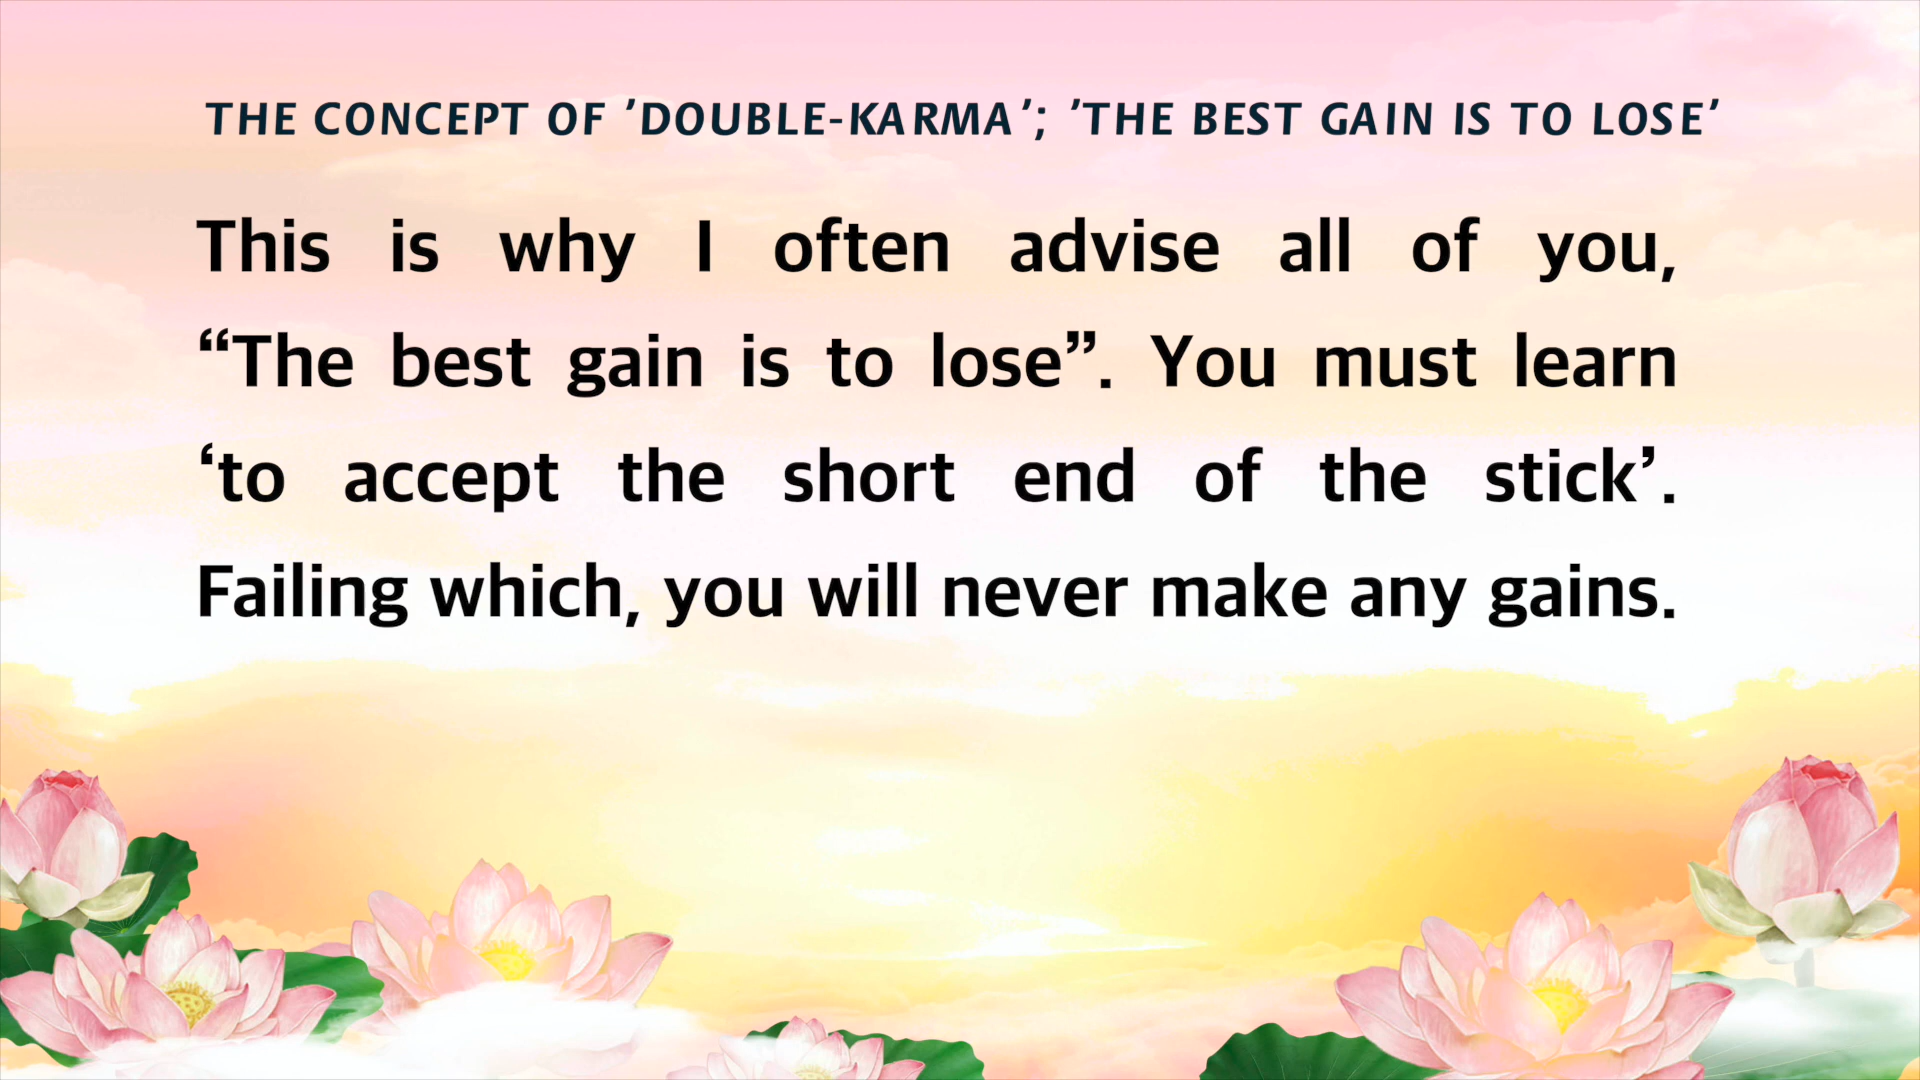 THE CONCEPT OF ’DOUBLE-KARMA’; ’THE BEST GAIN IS TO LOSE’
This is why I often advise all of you,
“The best gain is to lose”. You must learn
‘to accept the short end of the stick’.
Failing which, you will never make any gains.